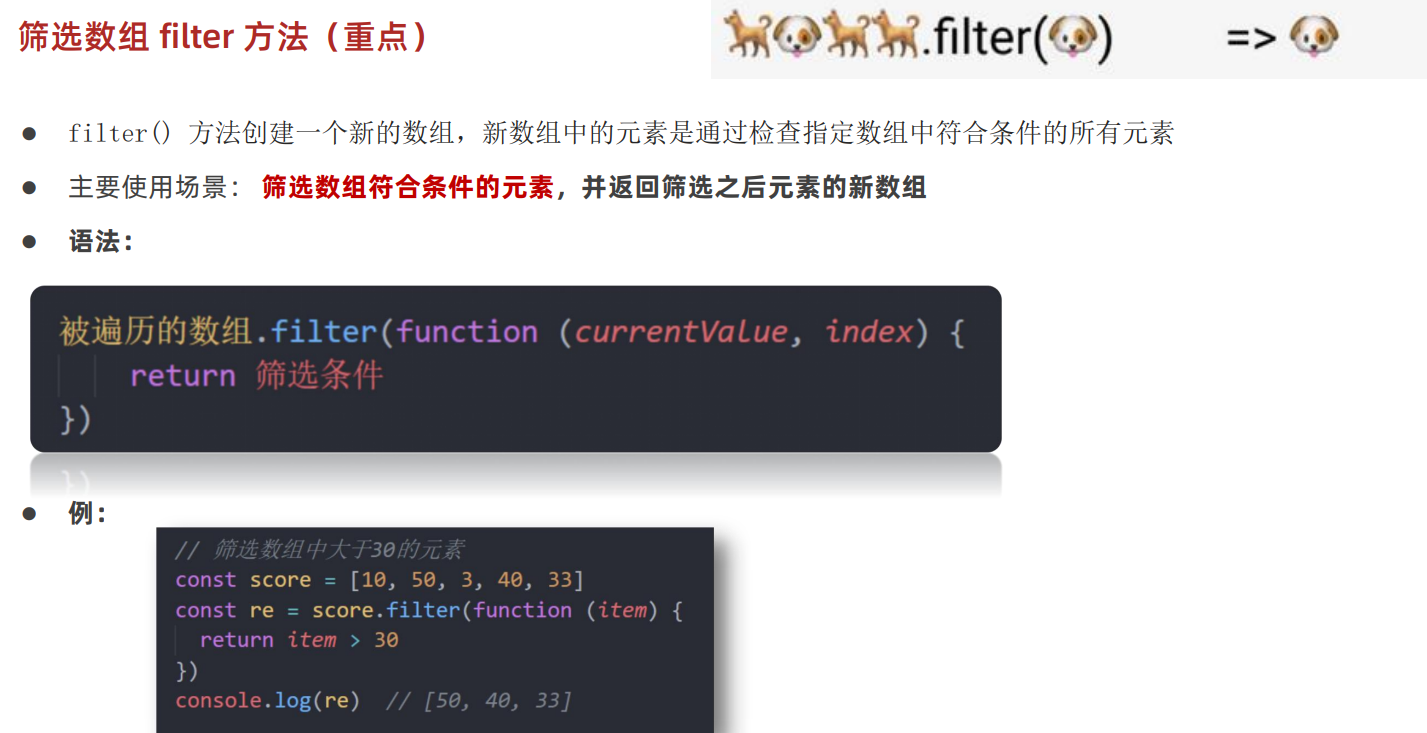 筛选数组 filter 方法（重点）
🐕🐶🐕🐕.filter(🐶) => 🐶
● filter() 方法创建一个新的数组，新数组中的元素是通过检查指定数组中符合条件的所有元素
● 主要使用场景： 筛选数组符合条件的元素，并返回筛选之后元素的新数组
● 语法：
被遍历的数组.filter(function (currentValue, index) {
return 筛选条件
})
● 例：
// 筛选数组中大于30的元素
const score = [10, 50, 3, 40, 33]
const re = score.filter(function (item) {
return item > 30
})
console.log(re) // [50, 40, 33]